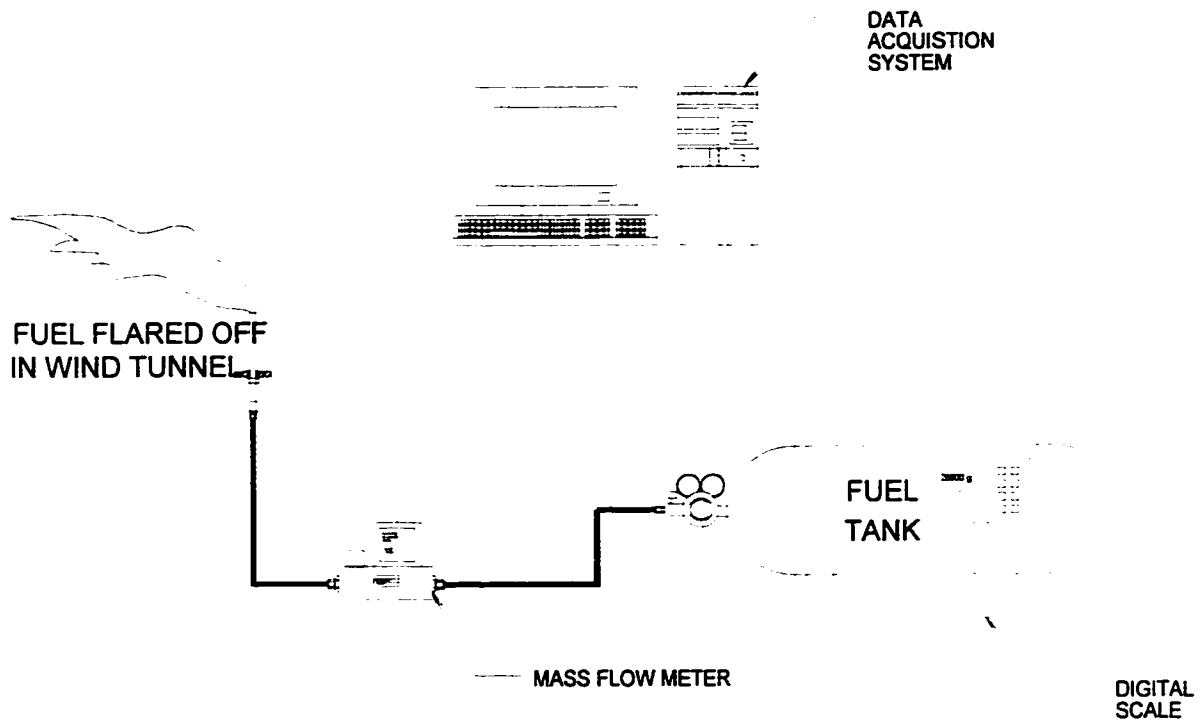 DATA
ACQUISTION
SYSTEM
FUEL FLARED OFF
IN WIND TUNNEL
FUEL
TANK
MASS FLOW METER
DIGITAL
SCALE